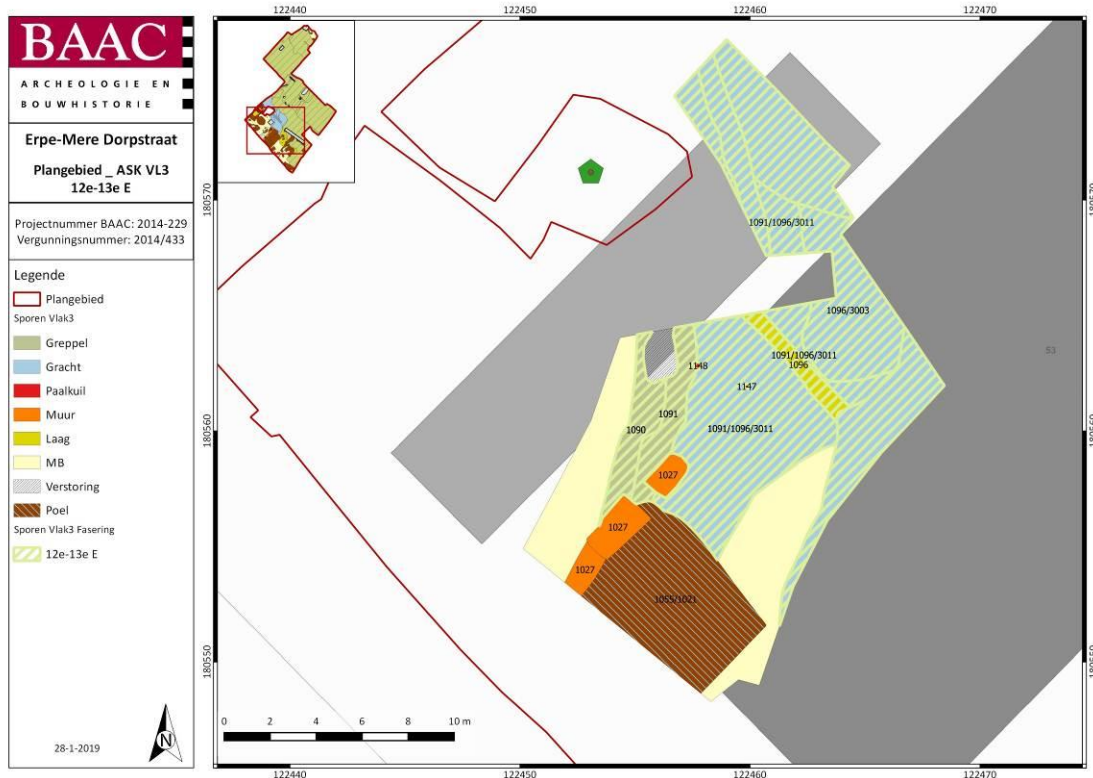 BAAC
ARCHEOLOGIE EN
BOUWHISTORIE
Erpe-Mere Dorpstraat
Plangebied _ ASK VL3
12e-13e E
Projectnummer BAAC: 2014-229
Vergunningsnummer: 2014/433
Legende
Plangebied
Sporen Vlak3
Greppel
Gracht
Paalkuil
Muur
Laag
MB
Verstoring
Poel
Sporen Vlak3 Fasering
12e-13e E
28-1-2019
N
122440 122450 122460 122470
180570 180570
180560 180560
180550 180550
1091/1096/3011
1096/3003
1091/1096/3011
1096
1148
1147
1091
1090
1091/1096/3011
1027
1027
1027
1055/1021
53
0 2 4 6 8 10 m
122440 122450 122460 122470